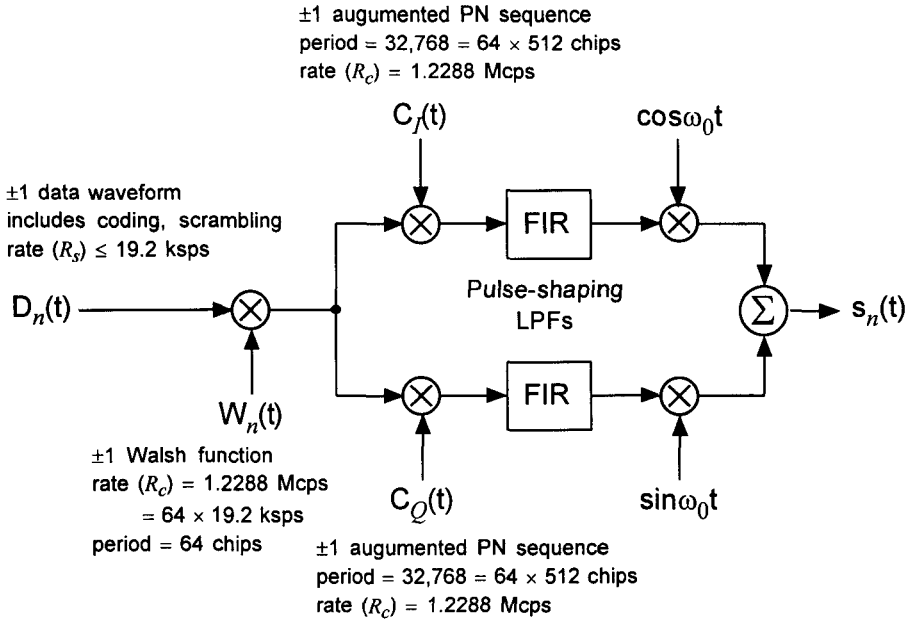 ±1 augumented PN sequence
period = 32,768 = 64 × 512 chips
rate (R_c) = 1.2288 Mcps
C_I(t)
cosω_0t
±1 data waveform
includes coding, scrambling
rate (R_s) ≤ 19.2 ksps
FIR
D_n(t)
Pulse-shaping
LPFs
Σ
s_n(t)
FIR
W_n(t)
±1 Walsh function
rate (R_c) = 1.2288 Mcps
= 64 × 19.2 ksps
period = 64 chips
C_Q(t)
sinω_0t
±1 augumented PN sequence
period = 32,768 = 64 × 512 chips
rate (R_c) = 1.2288 Mcps